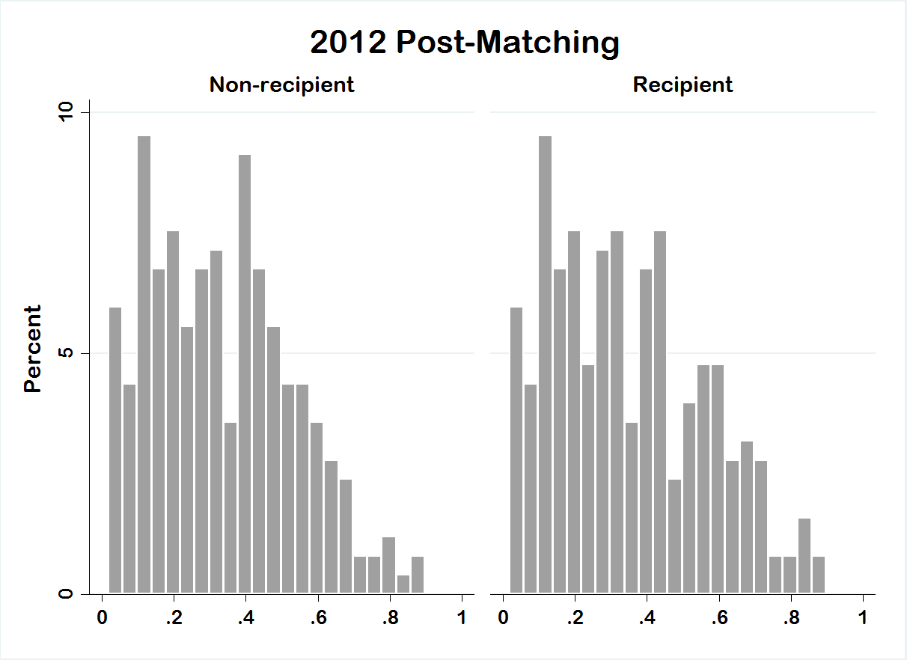 2012 Post-Matching
Non-recipient
Recipient
Percent
10
5
0
0 .2 .4 .6 .8 1
0 .2 .4 .6 .8 1